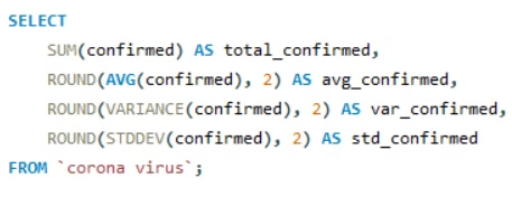 SELECT
SUM(confirmed) AS total_confirmed,
ROUND(AVG(confirmed), 2) AS avg_confirmed,
ROUND(VARIANCE(confirmed), 2) AS var_confirmed,
ROUND(STDDEV(confirmed), 2) AS std_confirmed
FROM `corona virus`;